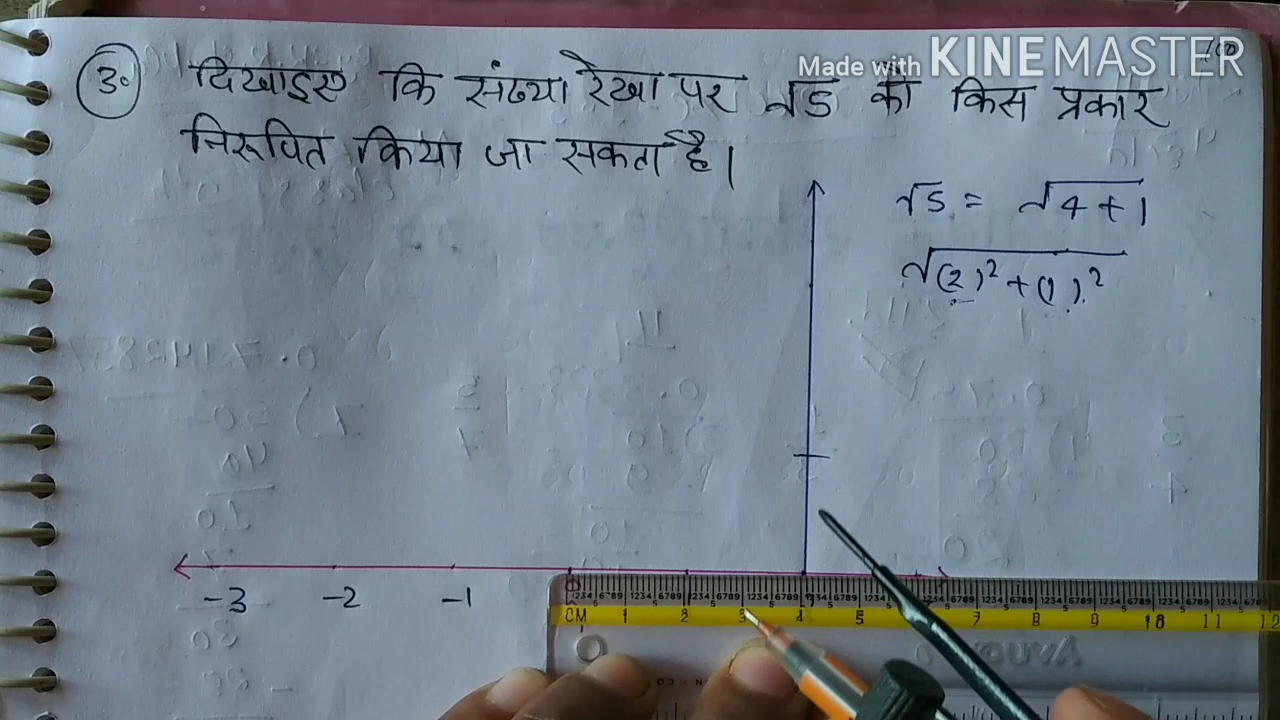 Made with KINEMASTER
3. दिखाइए कि संख्या रेखा पर √5 को किस प्रकार
निरूपित किया जा सकता है।
√5 = √4+1
√(2)²+(1)²
-3 -2 -1
CM 1 2 3 4 5 7 8 9 10 11 12